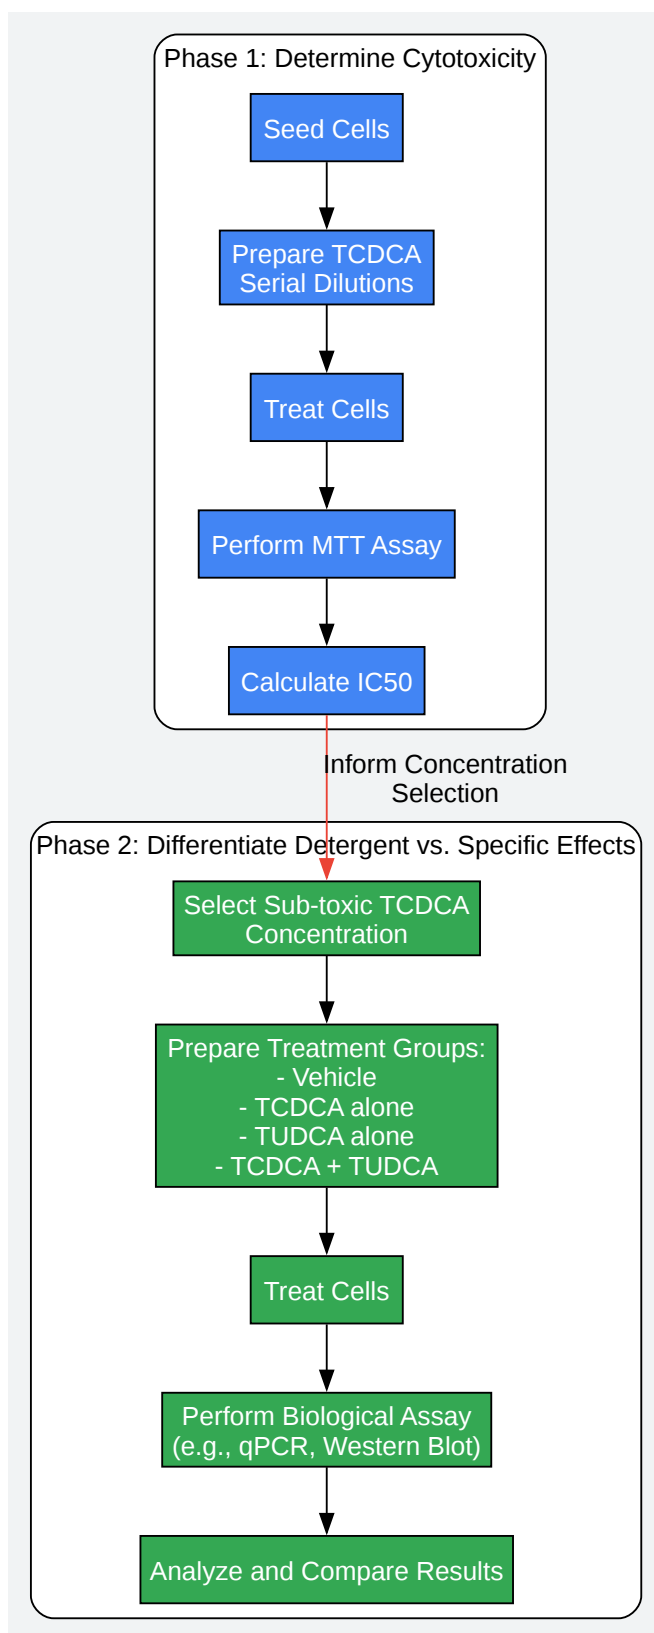 Phase 1: Determine Cytotoxicity
Seed Cells
Prepare TCDCA
Serial Dilutions
Treat Cells
Perform MTT Assay
Calculate IC50
Inform Concentration
Selection
Phase 2: Differentiate Detergent vs. Specific Effects
Select Sub-toxic TCDCA
Concentration
Prepare Treatment Groups:
- Vehicle
- TCDCA alone
- TUDCA alone
- TCDCA + TUDCA
Treat Cells
Perform Biological Assay
(e.g., qPCR, Western Blot)
Analyze and Compare Results